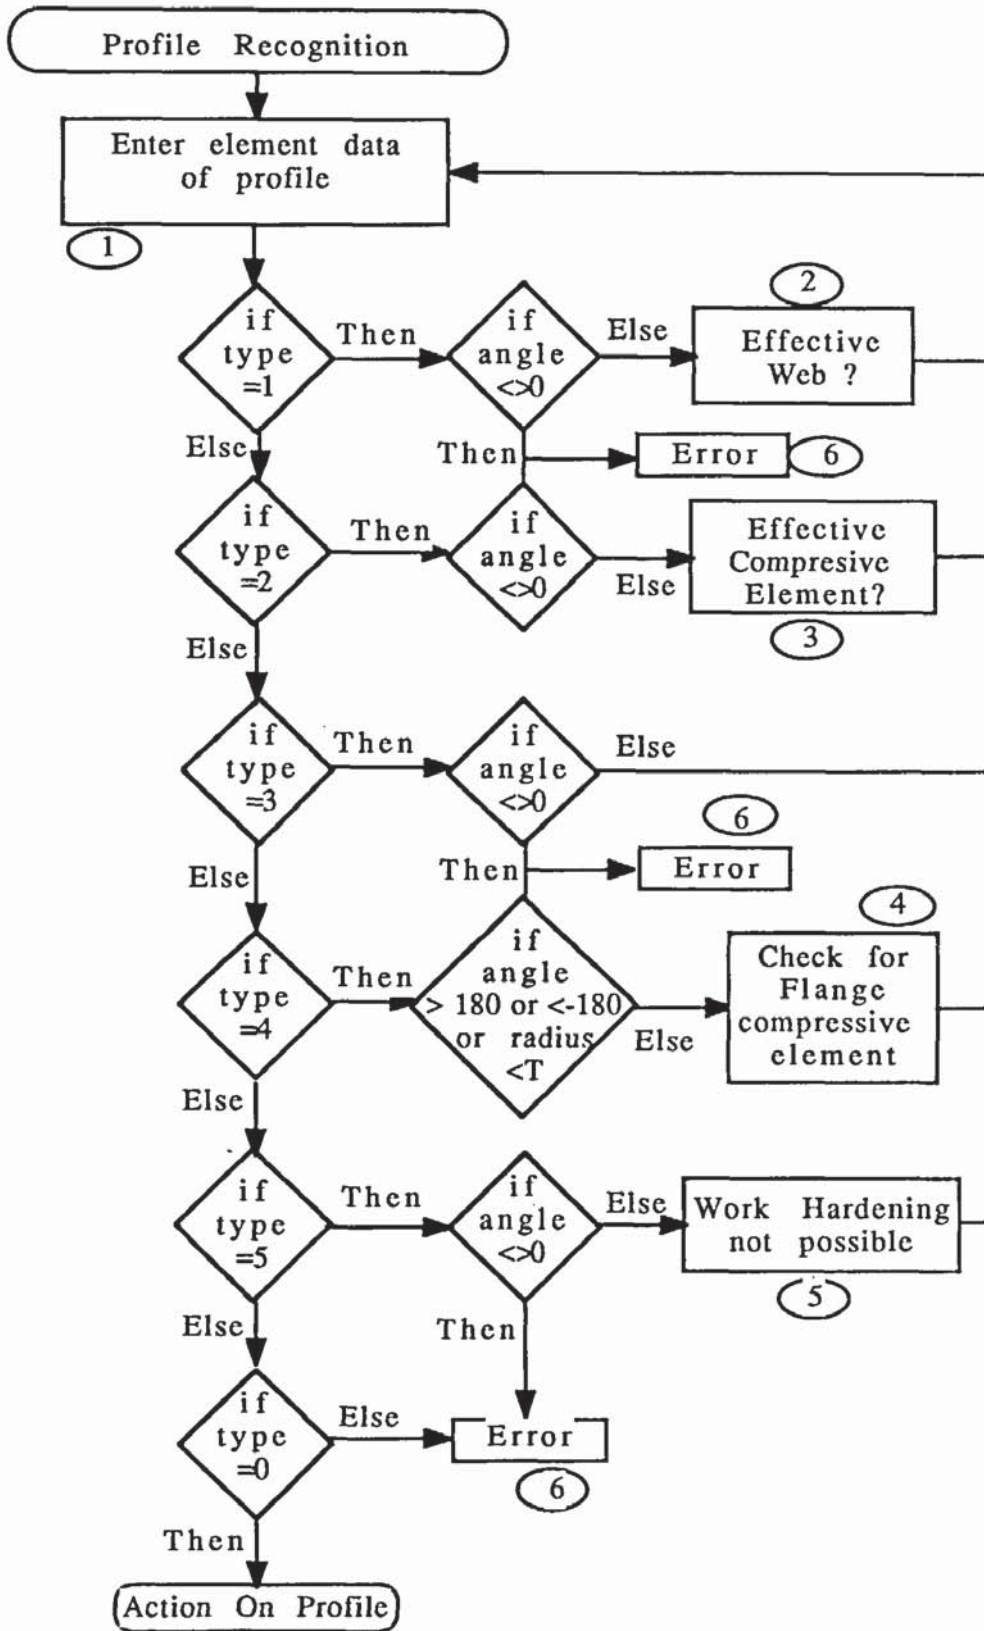 Profile Recognition
Enter element data
of profile
1
2
if
type
=1
Then
if
angle
<>0
Else
Effective
Web ?
Else
Then
Error
6
if
type
=2
Then
if
angle
<>0
Else
Effective
Compresive
Element?
3
Else
if
type
=3
Then
if
angle
<>0
Else
6
Else
Then
Error
4
if
type
=4
Then
if
angle
> 180 or <-180
or radius
<T
Else
Check for
Flange
compressive
element
Else
if
type
=5
Then
if
angle
<>0
Else
Work Hardening
not possible
5
Else
Then
if
type
=0
Else
Error
6
Then
Action On Profile